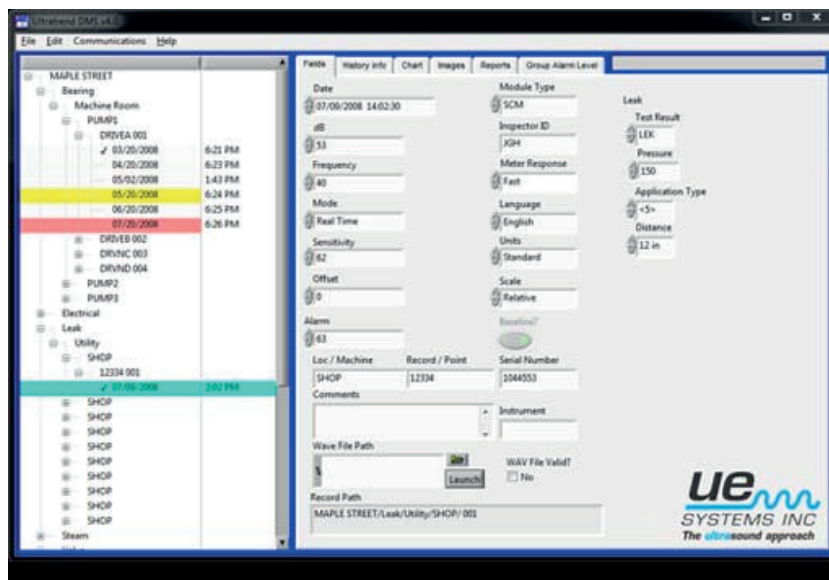 Ultratrend DMS v4.0
File Edit Communications Help
MAPLE STREET
Bearing
Machine Room
PUMP1
DRIVEA 001
03/20/2008 6:21 PM
04/20/2008 6:23 PM
05/02/2008 1:43 PM
05/20/2008 6:24 PM
06/20/2008 6:25 PM
07/20/2008 6:26 PM
DRIVEB 002
DRVNC 003
DRVND 004
PUMP2
PUMP3
Electrical
Leak
Utility
SHOP
12334 001
07/09/2008 2:02 PM
SHOP
SHOP
SHOP
SHOP
SHOP
SHOP
SHOP
SHOP
SHOP
Steam
Fields History info Chart Images Reports Group Alarm Level
Date
07/09/2008 14:02:30
dB
53
Frequency
40
Mode
Real Time
Sensitivity
62
Offset
0
Alarm
63
Module Type
SCM
Inspector ID
JGH
Meter Response
Fast
Language
English
Units
Standard
Scale
Relative
Baseline?
Leak
Test Result
LEK
Pressure
150
Application Type
<5>
Distance
12 in
Loc / Machine Record / Point Serial Number
SHOP 12334 1044553
Comments
Instrument
Wave File Path
Launch
WAV File Valid?
No
Record Path
MAPLE STREET/Leak/Utility/SHOP/ 001
ue
SYSTEMS INC
The ultrasound approach